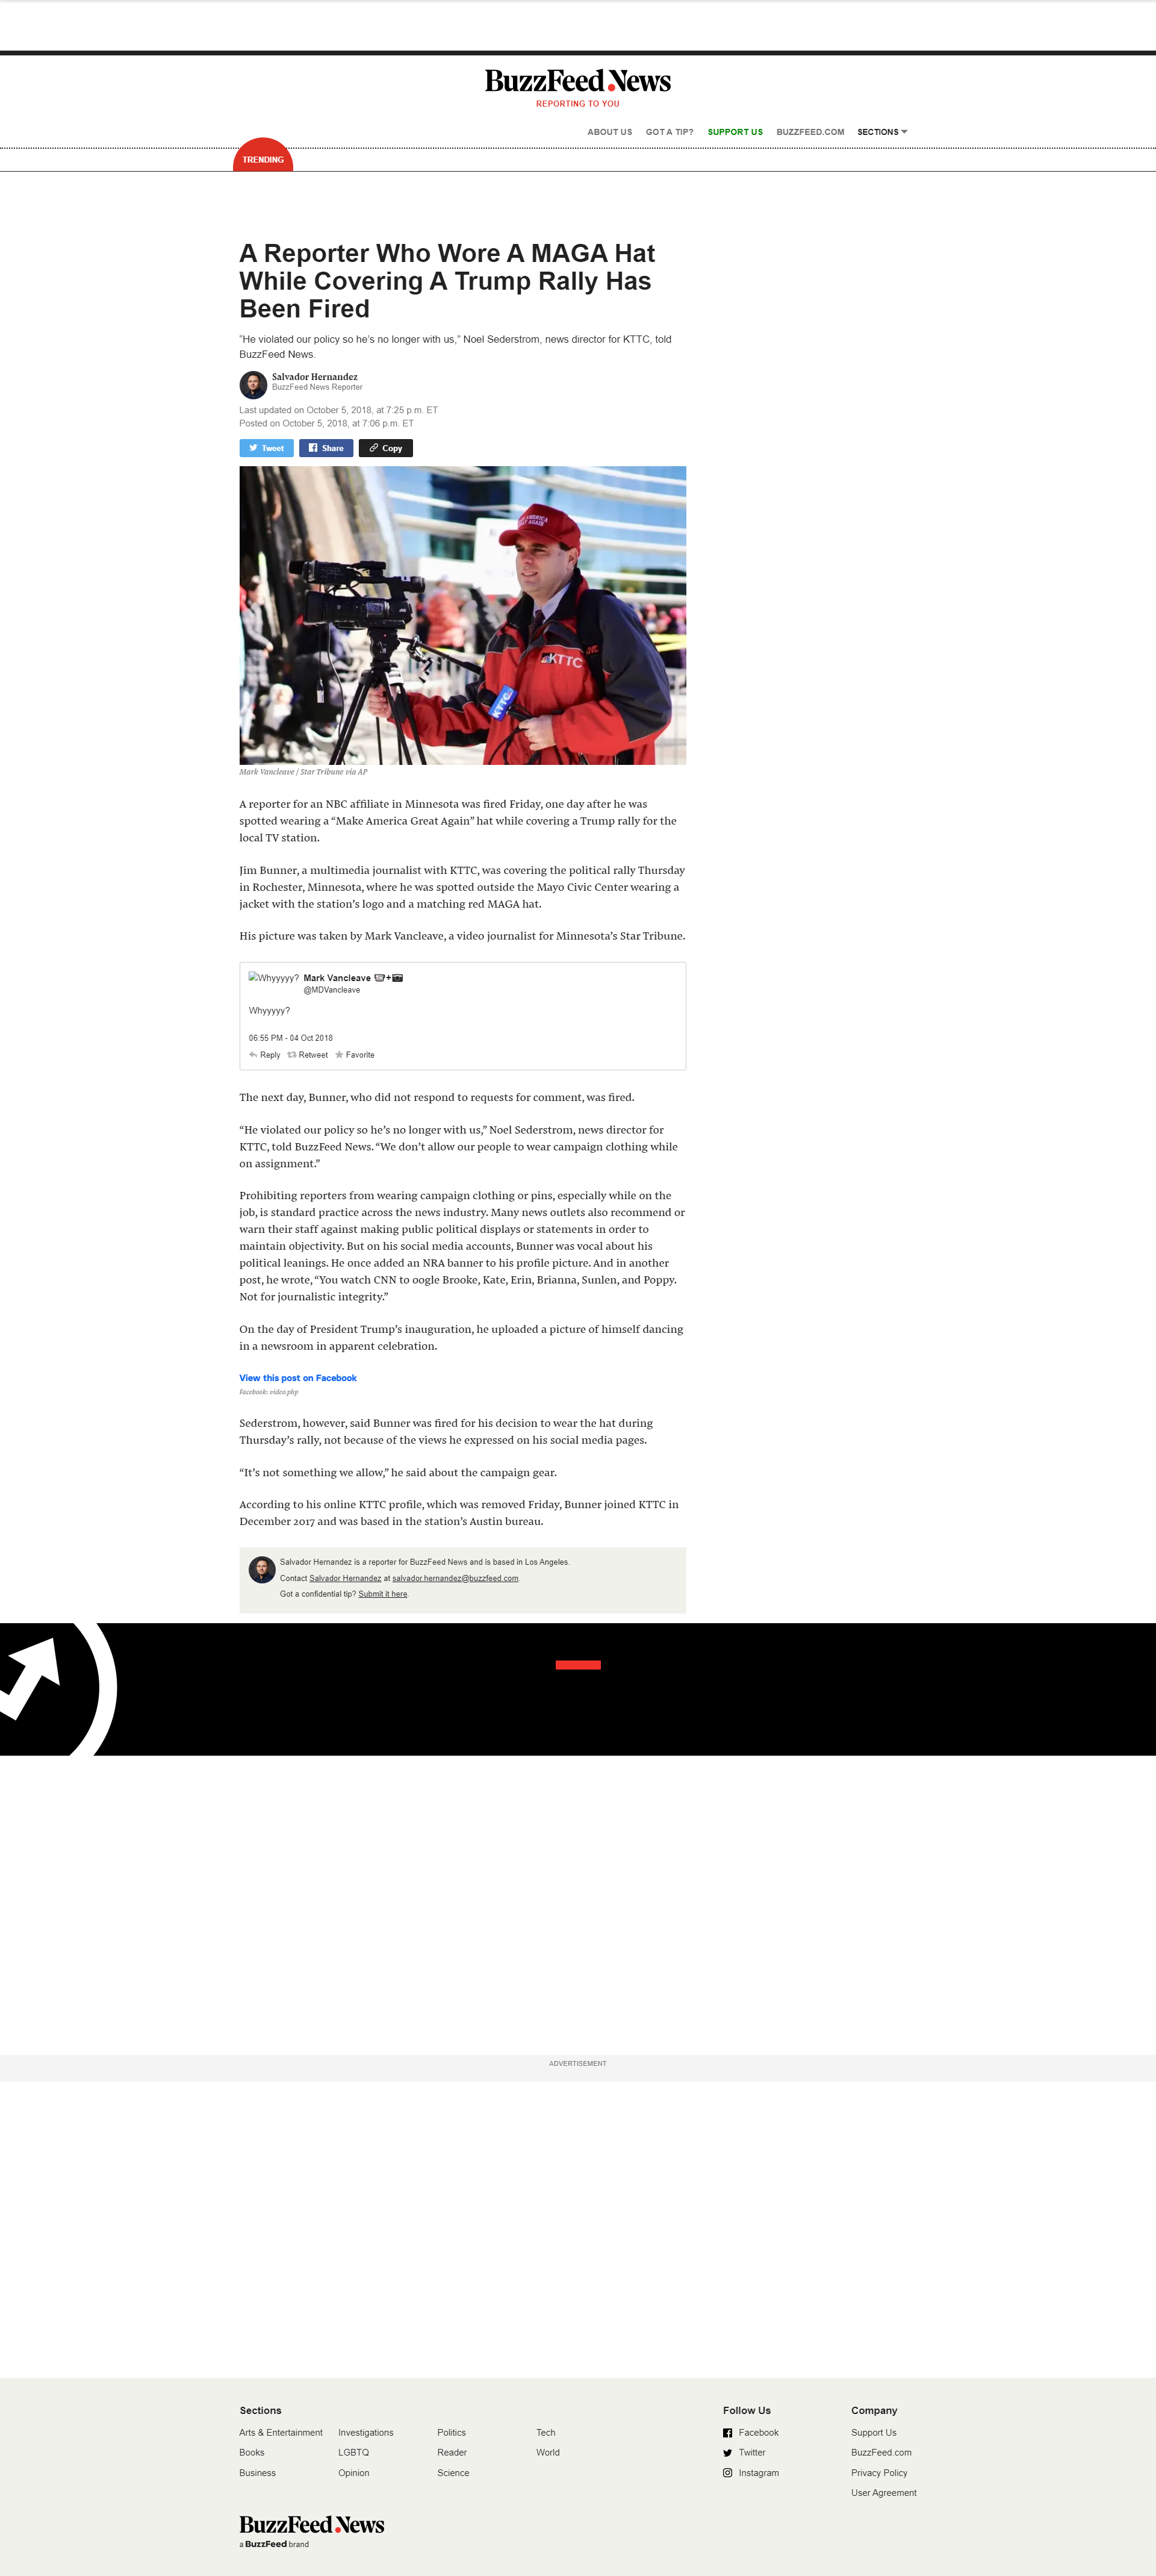 BuzzFeed News
REPORTING TO YOU
ABOUT US GOT A TIP? SUPPORT US BUZZFEED.COM SECTIONS
TRENDING
A Reporter Who Wore A MAGA Hat
While Covering A Trump Rally Has
Been Fired
"He violated our policy so he's no longer with us," Noel Sederstrom, news director for KTTC, told
BuzzFeed News.
Salvador Hernandez
BuzzFeed News Reporter
Last updated on October 5, 2018, at 7:25 p.m. ET
Posted on October 5, 2018, at 7:06 p.m. ET
Tweet Share Copy
AMERICA
AGAIN
KTTC
KTTC
Mark Vancleave / Star Tribune via AP
A reporter for an NBC affiliate in Minnesota was fired Friday, one day after he was
spotted wearing a “Make America Great Again” hat while covering a Trump rally for the
local TV station.
Jim Bunner, a multimedia journalist with KTTC, was covering the political rally Thursday
in Rochester, Minnesota, where he was spotted outside the Mayo Civic Center wearing a
jacket with the station’s logo and a matching red MAGA hat.
His picture was taken by Mark Vancleave, a video journalist for Minnesota’s Star Tribune.
Whyyyyy? Mark Vancleave +
@MDVancleave
Whyyyyy?
06:55 PM - 04 Oct 2018
Reply Retweet Favorite
The next day, Bunner, who did not respond to requests for comment, was fired.
“He violated our policy so he’s no longer with us,” Noel Sederstrom, news director for
KTTC, told BuzzFeed News. “We don’t allow our people to wear campaign clothing while
on assignment.”
Prohibiting reporters from wearing campaign clothing or pins, especially while on the
job, is standard practice across the news industry. Many news outlets also recommend or
warn their staff against making public political displays or statements in order to
maintain objectivity. But on his social media accounts, Bunner was vocal about his
political leanings. He once added an NRA banner to his profile picture. And in another
post, he wrote, “You watch CNN to oogle Brooke, Kate, Erin, Brianna, Sunlen, and Poppy.
Not for journalistic integrity.”
On the day of President Trump’s inauguration, he uploaded a picture of himself dancing
in a newsroom in apparent celebration.
View this post on Facebook
Facebook: video.php
Sederstrom, however, said Bunner was fired for his decision to wear the hat during
Thursday’s rally, not because of the views he expressed on his social media pages.
“It’s not something we allow,” he said about the campaign gear.
According to his online KTTC profile, which was removed Friday, Bunner joined KTTC in
December 2017 and was based in the station’s Austin bureau.
Salvador Hernandez is a reporter for BuzzFeed News and is based in Los Angeles.
Contact Salvador Hernandez at salvador.hernandez@buzzfeed.com.
Got a confidential tip? Submit it here.
ADVERTISEMENT
Sections Follow Us Company
Arts & Entertainment Investigations Politics Tech Facebook Support Us
Books LGBTQ Reader World Twitter BuzzFeed.com
Business Opinion Science Instagram Privacy Policy
User Agreement
BuzzFeed News
a BuzzFeed brand